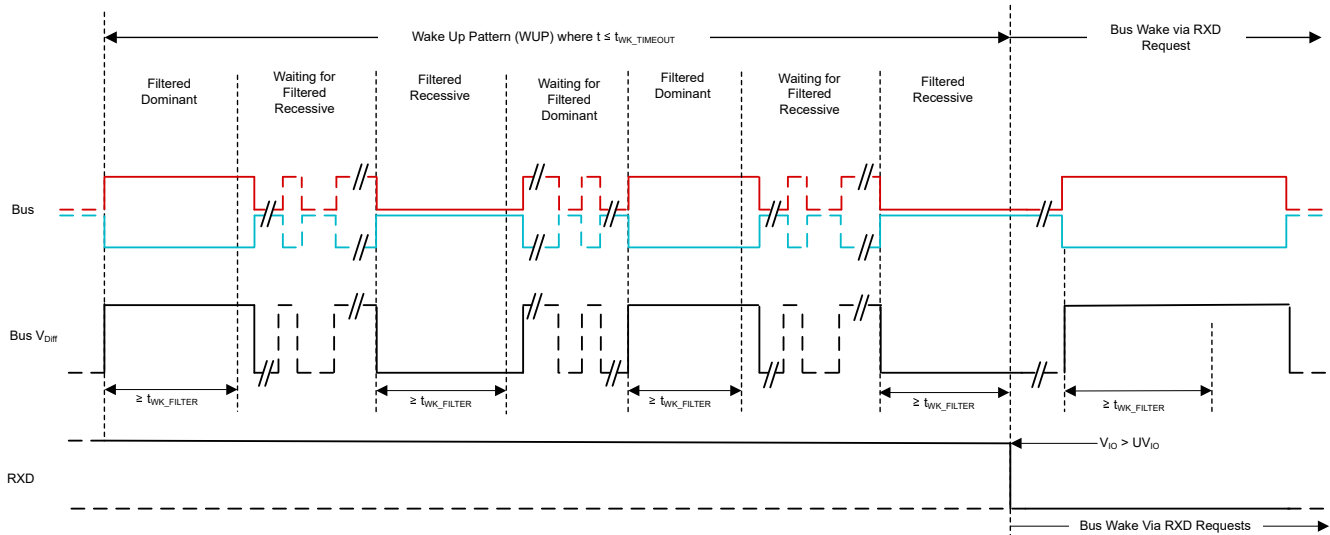 Wake Up Pattern (WUP) where t ≤ tWK_TIMEOUT
Bus Wake via RXD
Request
Filtered
Dominant
Waiting for
Filtered
Recessive
Filtered
Recessive
Waiting for
Filtered
Dominant
Filtered
Dominant
Waiting for
Filtered
Recessive
Filtered
Recessive
Bus
Bus VDiff
≥ tWK_FILTER
≥ tWK_FILTER
≥ tWK_FILTER
≥ tWK_FILTER
≥ tWK_FILTER
VIO > UVIO
RXD
Bus Wake Via RXD Requests